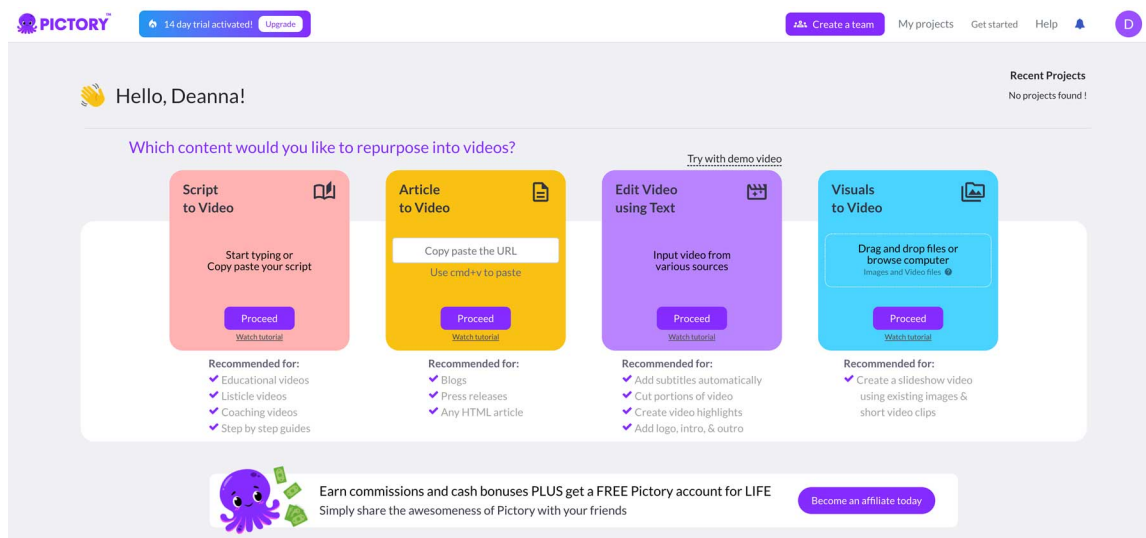 PICTORY™
14 day trial activated! Upgrade
Create a team
My projects
Get started
Help
D
Hello, Deanna!
Recent Projects
No projects found !
Which content would you like to repurpose into videos?
Try with demo video
Script
to Video
Start typing or
Copy paste your script
Proceed
Watch tutorial
Recommended for:
Educational videos
Listicle videos
Coaching videos
Step by step guides
Article
to Video
Copy paste the URL
Use cmd+v to paste
Proceed
Watch tutorial
Recommended for:
Blogs
Press releases
Any HTML article
Edit Video
using Text
Input video from
various sources
Proceed
Watch tutorial
Recommended for:
Add subtitles automatically
Cut portions of video
Create video highlights
Add logo, intro, & outro
Visuals
to Video
Drag and drop files or
browse computer
Images and Video files ?
Proceed
Watch tutorial
Recommended for:
Create a slideshow video
using existing images &
short video clips
Earn commissions and cash bonuses PLUS get a FREE Pictory account for LIFE
Simply share the awesomeness of Pictory with your friends
Become an affiliate today